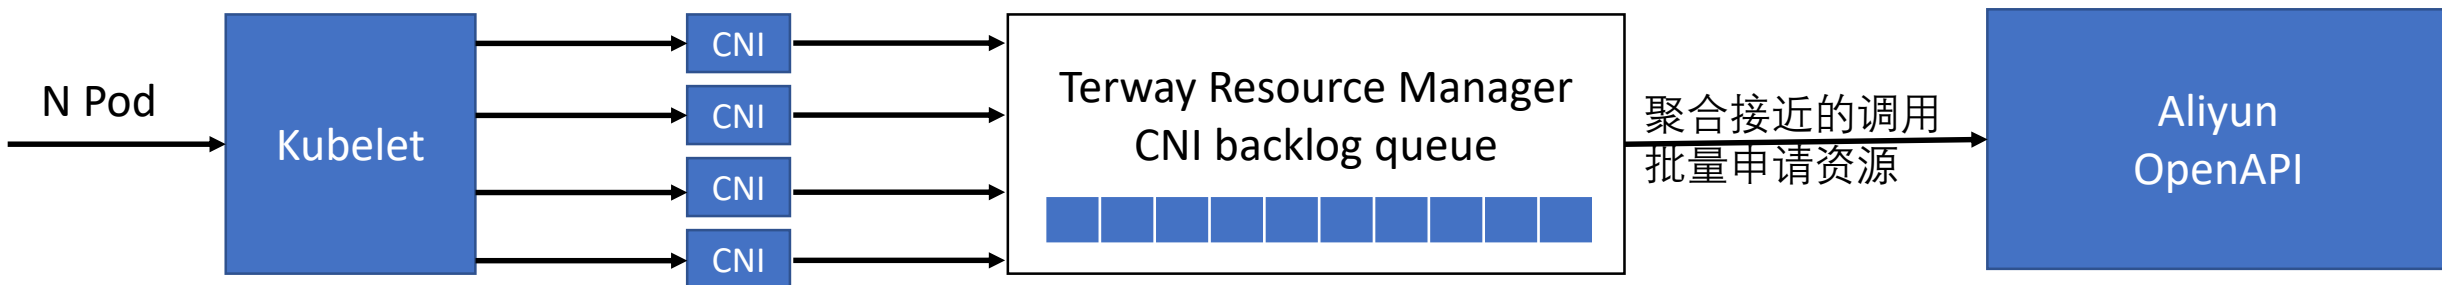 N Pod
Kubelet
CNI
CNI
CNI
CNI
Terway Resource Manager
CNI backlog queue
聚合接近的调用
批量申请资源
Aliyun
OpenAPI